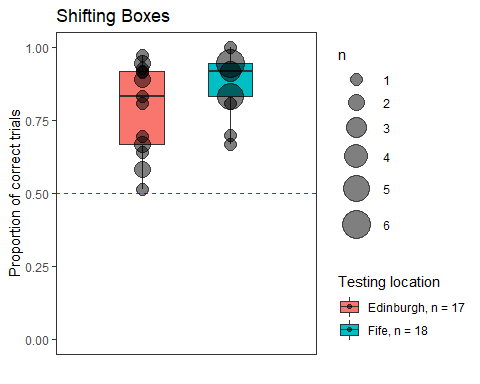 Shifting Boxes
Proportion of correct trials
1.00
0.75
0.50
0.25
0.00
n
1
2
3
4
5
6
Testing location
Edinburgh, n = 17
Fife, n = 18